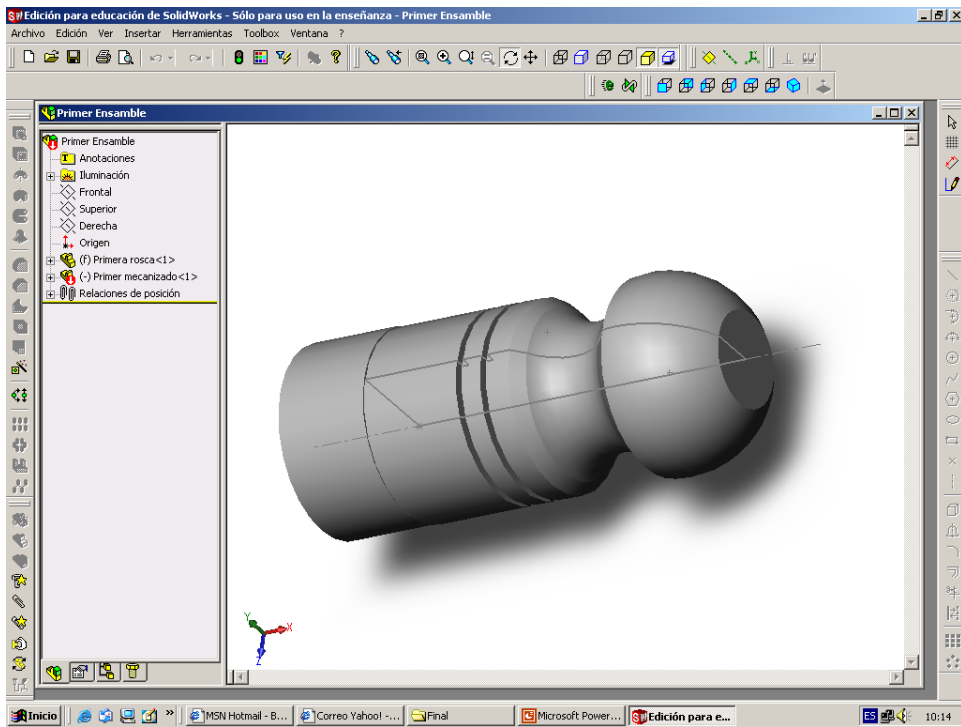 Edición para educación de SolidWorks - Sólo para uso en la enseñanza - Primer Ensamble
Archivo Edición Ver Insertar Herramientas Toolbox Ventana ?
Primer Ensamble
Primer Ensamble
Anotaciones
Iluminación
Frontal
Superior
Derecha
Origen
(f) Primera rosca<1>
(-) Primer mecanizado<1>
Relaciones de posición
Y
X
Z
Inicio
MSN Hotmail - B...
Correo Yahoo! -...
Final
Microsoft Power...
Edición para e...
ES
10:14